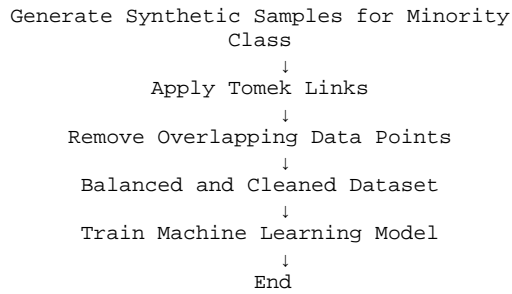 Generate Synthetic Samples for Minority
Class
↓
Apply Tomek Links
↓
Remove Overlapping Data Points
↓
Balanced and Cleaned Dataset
↓
Train Machine Learning Model
↓
End